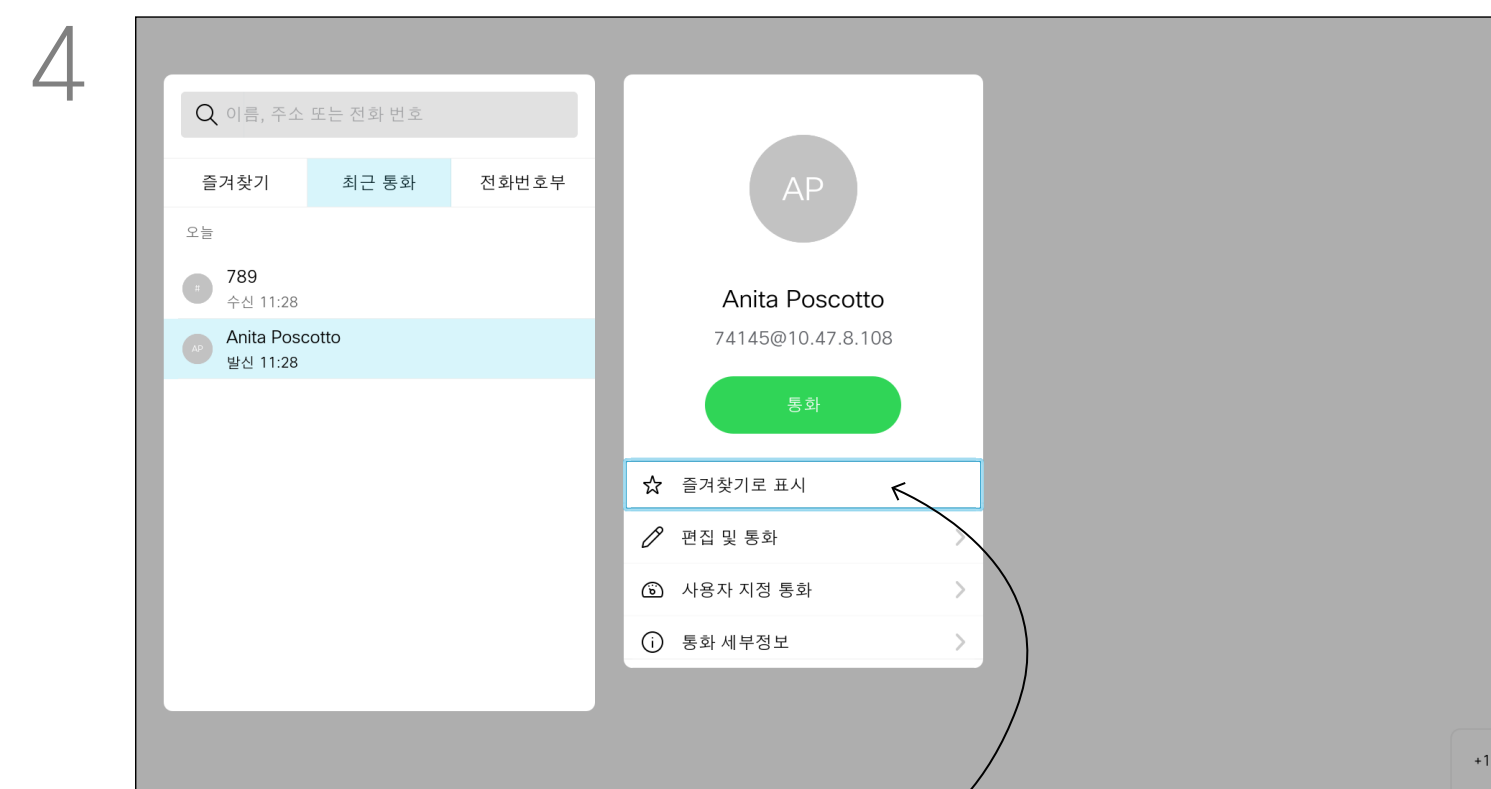 4
이름, 주소 또는 전화 번호
즐겨찾기 최근 통화 전화번호부
오늘
#
789
수신 11:28
AP
Anita Poscotto
발신 11:28
AP
Anita Poscotto
74145@10.47.8.108
통화
즐겨찾기로 표시
편집 및 통화
사용자 지정 통화
통화 세부정보
+1